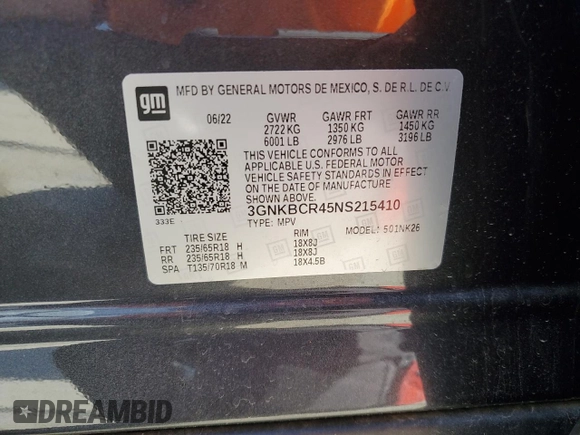 gm
MFD BY GENERAL MOTORS DE MEXICO, S. DE R.L. DE C.V
06/22 GVWR GAWR FRT GAWR RR
2722 KG 1350 KG 1450 KG
6001 LB 2976 LB 3196 LB
THIS VEHICLE CONFORMS TO ALL
APPLICABLE U.S. FEDERAL MOTOR
VEHICLE SAFETY STANDARDS IN EFFECT
ON THE DATE OF MANUFACTURE SHOWN ABOVE.
3GNKBCR45NS215410
333E TYPE: MPV MODEL: 501NK26
TIRE SIZE RIM
FRT 235/65R18 H 18X8J
RR 235/65R18 H 18X8J
SPA T135/70R18 M 18X4.5B
DREAMBID